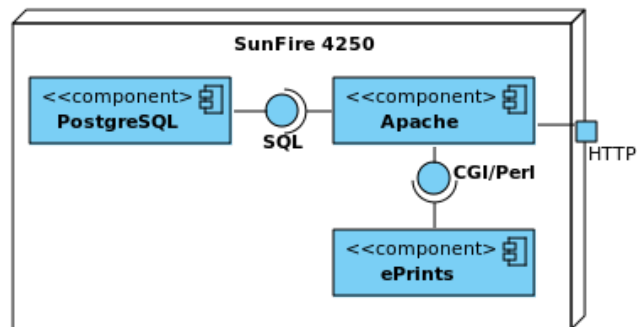 SunFire 4250
<<component>
PostgreSQL
SQL
<<component>
Apache
HTTP
CGI/Perl
<<component>
ePrints